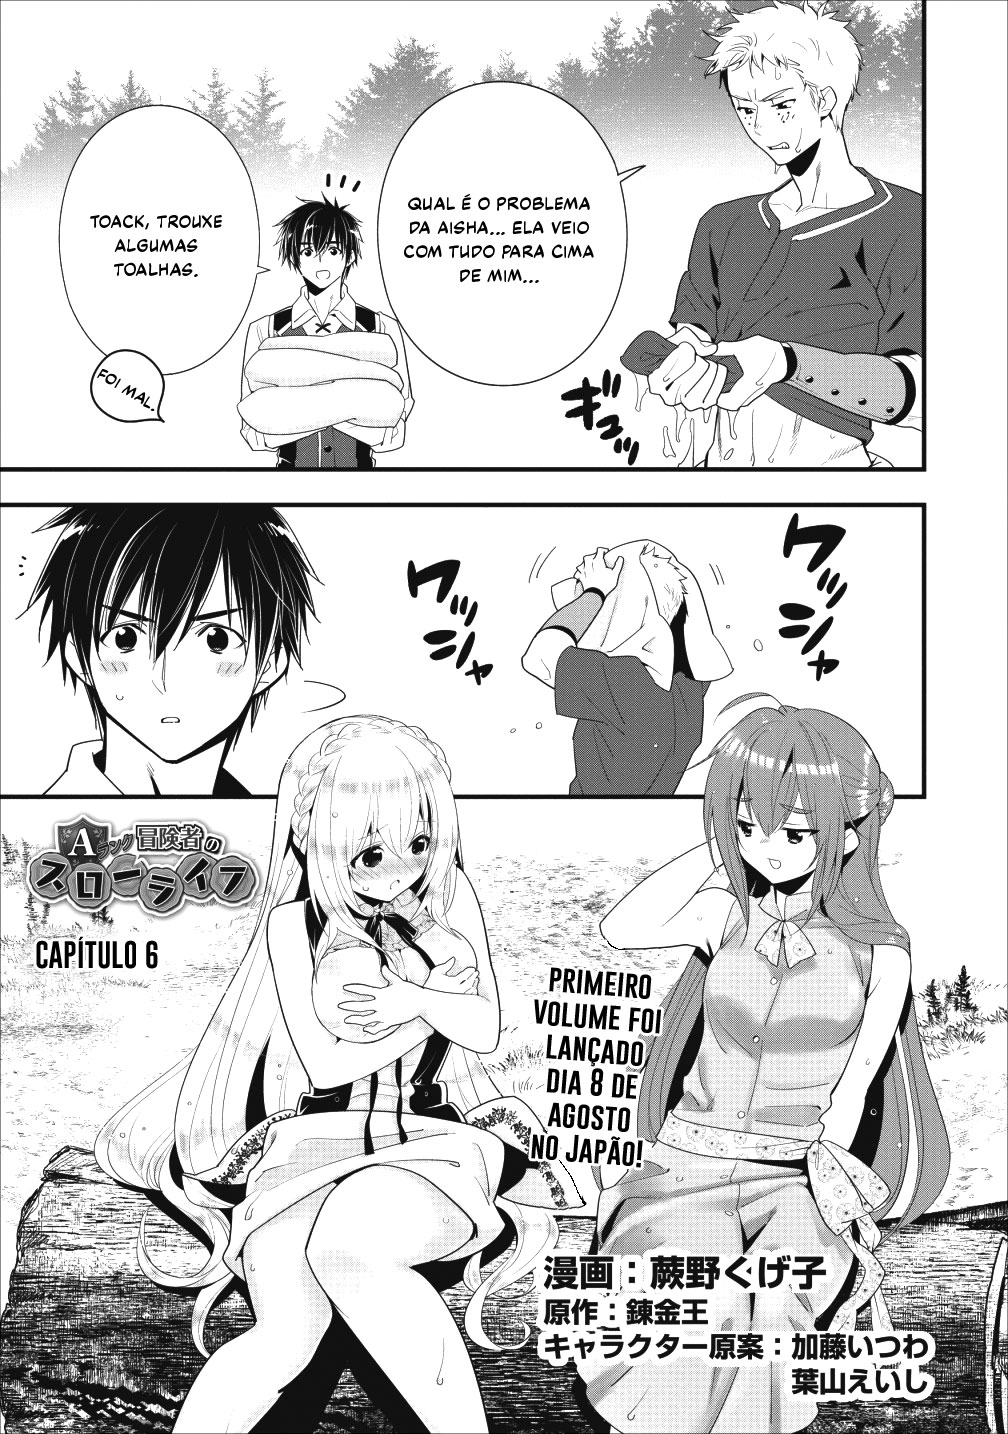 QUAL É O PROBLEMA
DA AISHA... ELA VEIO
COM TUDO PARA CIMA
DE MIM...
TOACK, TROUXE
ALGUMAS
TOALHAS.
FOI MAL.
ギュッ
ワッシャ
ワッシャ
Aランク冒険者の
スローライフ
CAPÍTULO 6
PRIMEIRO
VOLUME FOI
LANÇADO
DIA 8 DE
AGOSTO
NO JAPÃO!
漫画：蕨野くげ子
原作：錬金王
キャラクター原案：加藤いつわ
葉山えいし